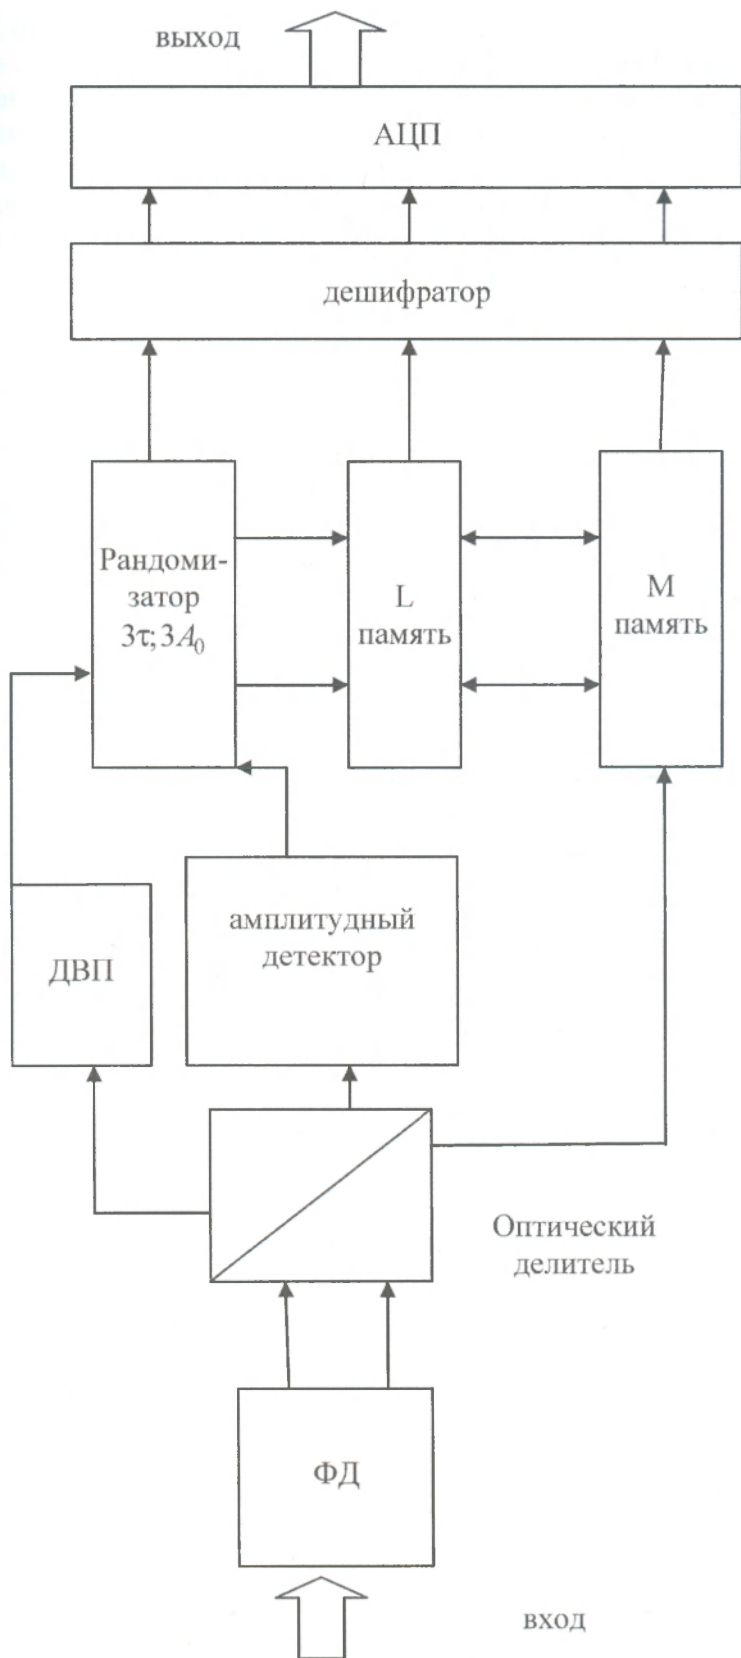 выход
АЦП
дешифратор
Рандоми-
затор
3τ; 3A₀
L
память
M
память
амплитудный
детектор
ДВП
Оптический
делитель
ФД
вход